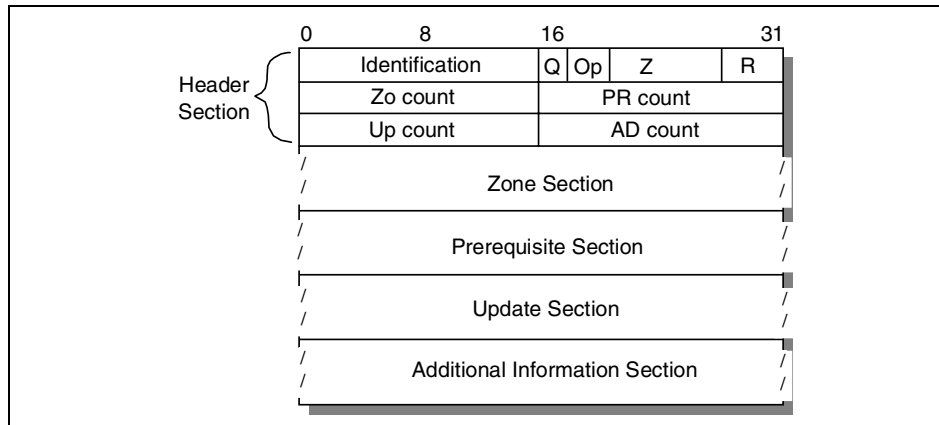 0 8 16 31
Identification Q Op Z R
Header Section
Zo count PR count
Up count AD count
Zone Section
Prerequisite Section
Update Section
Additional Information Section